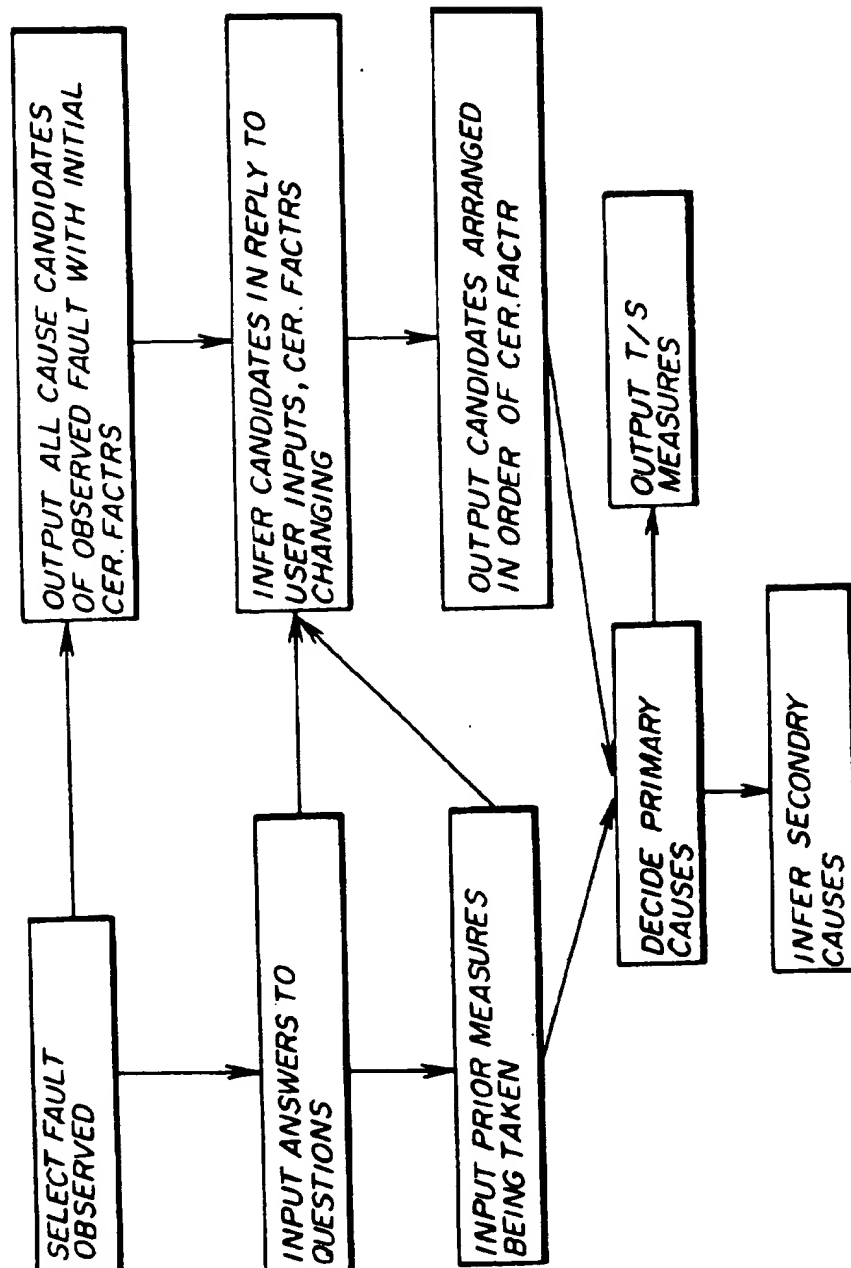 SELECT FAULT
OBSERVED
OUTPUT ALL CAUSE CANDIDATES
OF OBSERVED FAULT WITH INITIAL
CER. FACTRS
INPUT ANSWERS TO
QUESTIONS
INFER CANDIDATES IN REPLY TO
USER INPUTS, CER. FACTRS
CHANGING
INPUT PRIOR MEASURES
BEING TAKEN
OUTPUT CANDIDATES ARRANGED
IN ORDER OF CER.FACTR
DECIDE PRIMARY
CAUSES
OUTPUT T/S
MEASURES
INFER SECONDRY
CAUSES